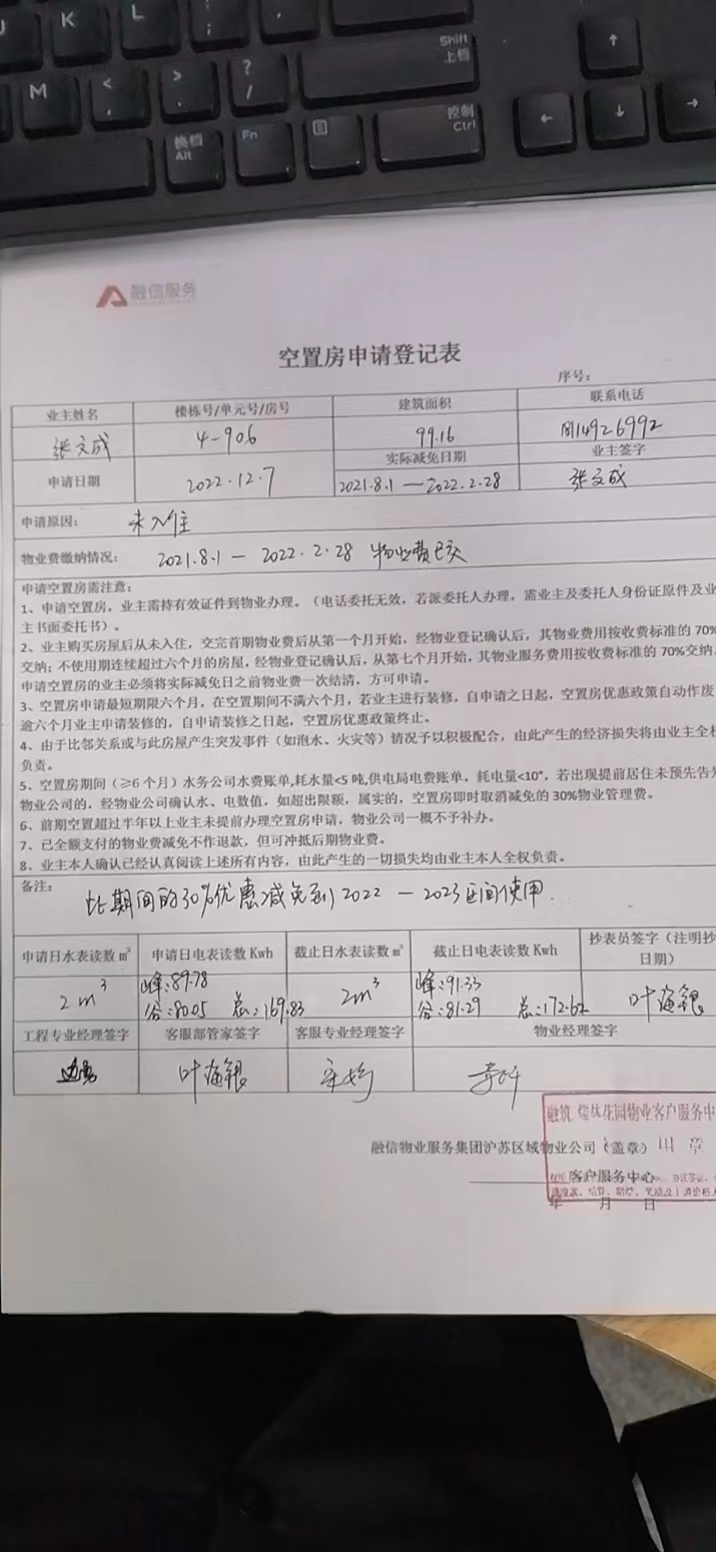 K
L
:
;
Shift
上档
↑
M
<
,
>
.
?
/
换档
Alt
Fn
控制
Ctrl
←
↓
→
融信服务
空置房申请登记表
序号:
业主姓名 楼栋号/单元号/房号 建筑面积 联系电话
张文成 4-906 99.16
申请日期 2022.12.7 实际减免日期 业主签字
2021.8.1 — 2022.2.28 张文成
申请原因: 未入住
物业费缴纳情况: 2021.8.1 — 2022.2.28 物业费已交
申请空置房需注意:
1、申请空置房,业主需持有效证件到物业办理。(电话委托无效,若派委托人办理,需业主及委托人身份证原件及业
主书面委托书)。
2、业主购买房屋后从未入住,交完首期物业费后从第一个月开始,经物业登记确认后,其物业费用按收费标准的 70%
交纳;不使用期连续超过六个月的房屋,经物业登记确认后,从第七个月开始,其物业服务费用按收费标准的 70%交纳
申请空置房的业主必须将实际减免日之前物业费一次结清,方可申请。
3、空置房申请最短期限六个月,在空置期间不满六个月,若业主进行装修,自申请之日起,空置房优惠政策自动作废
逾六个月业主申请装修的,自申请装修之日起,空置房优惠政策终止。
4、由于比邻关系或与此房屋产生突发事件(如泡水、火灾等)情况予以积极配合,由此产生的经济损失将由业主全权
负责。
5、空置房期间(≥6 个月)水务公司水费账单,耗水量<5 吨,供电局电费账单,耗电量<10°,若出现提前居住未预先告知
物业公司的,经物业公司确认水、电数值,如超出限额,属实的,空置房即时取消减免的 30%物业管理费。
6、前期空置超过半年以上业主未提前办理空置房申请,物业公司一概不予补办。
7、已全额支付的物业费减免不作退款,但可冲抵后期物业费。
8、业主本人确认已经认真阅读上述所有内容,由此产生的一切损失均由业主本人全权负责。
备注: 此期间的30%优惠减免到2022 — 2023区间使用.
申请日水表读数 m³ 申请日电表读数 Kwh 截止日水表读数 m³ 截止日电表读数 Kwh 抄表员签字(注明抄
日期)
2m³ 峰:89.78 2m³ 峰:91.33
谷:80.05 总:169.83 谷:81.29 总:172.62 叶海银
工程专业经理签字 客服部管家签字 客服专业经理签字 物业经理签字
叶海银
融信物业服务集团沪苏区域物业公司(盖章)
客户服务中心
年 月 日